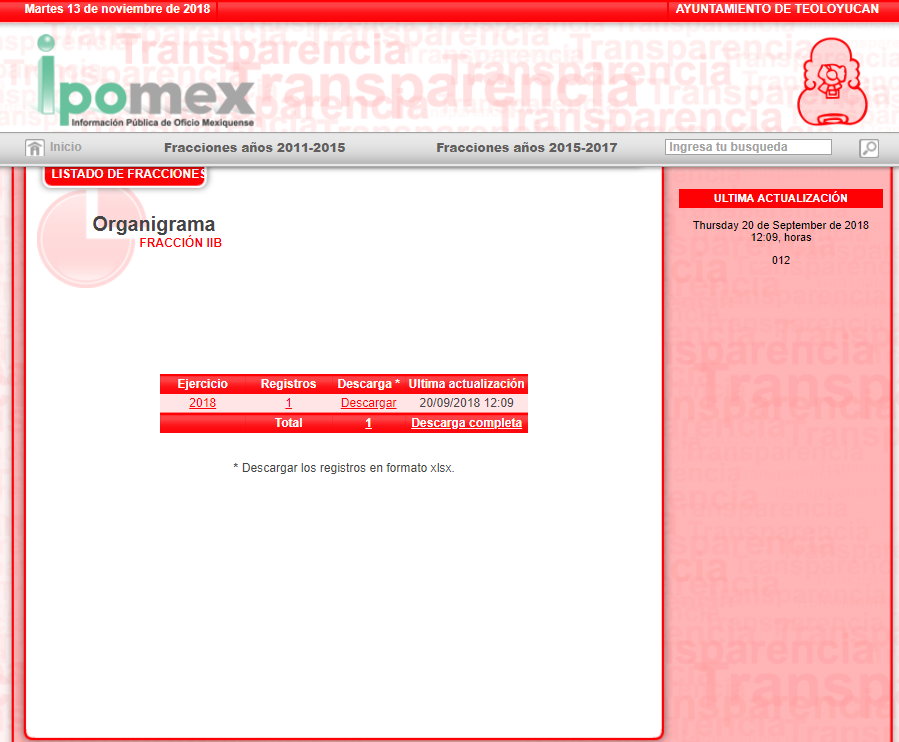 Martes 13 de noviembre de 2018
AYUNTAMIENTO DE TEOLOYUCAN
ipomex
Información Pública de Oficio Mexiquense
Transparencia
Inicio
Fracciones años 2011-2015
Fracciones años 2015-2017
Ingresa tu busqueda
LISTADO DE FRACCIONES
Organigrama
FRACCIÓN IIB
Ejercicio Registros Descarga * Ultima actualización
2018 1 Descargar 20/09/2018 12:09
Total 1 Descarga completa
* Descargar los registros en formato xlsx.
ULTIMA ACTUALIZACIÓN
Thursday 20 de September de 2018
12:09, horas
012